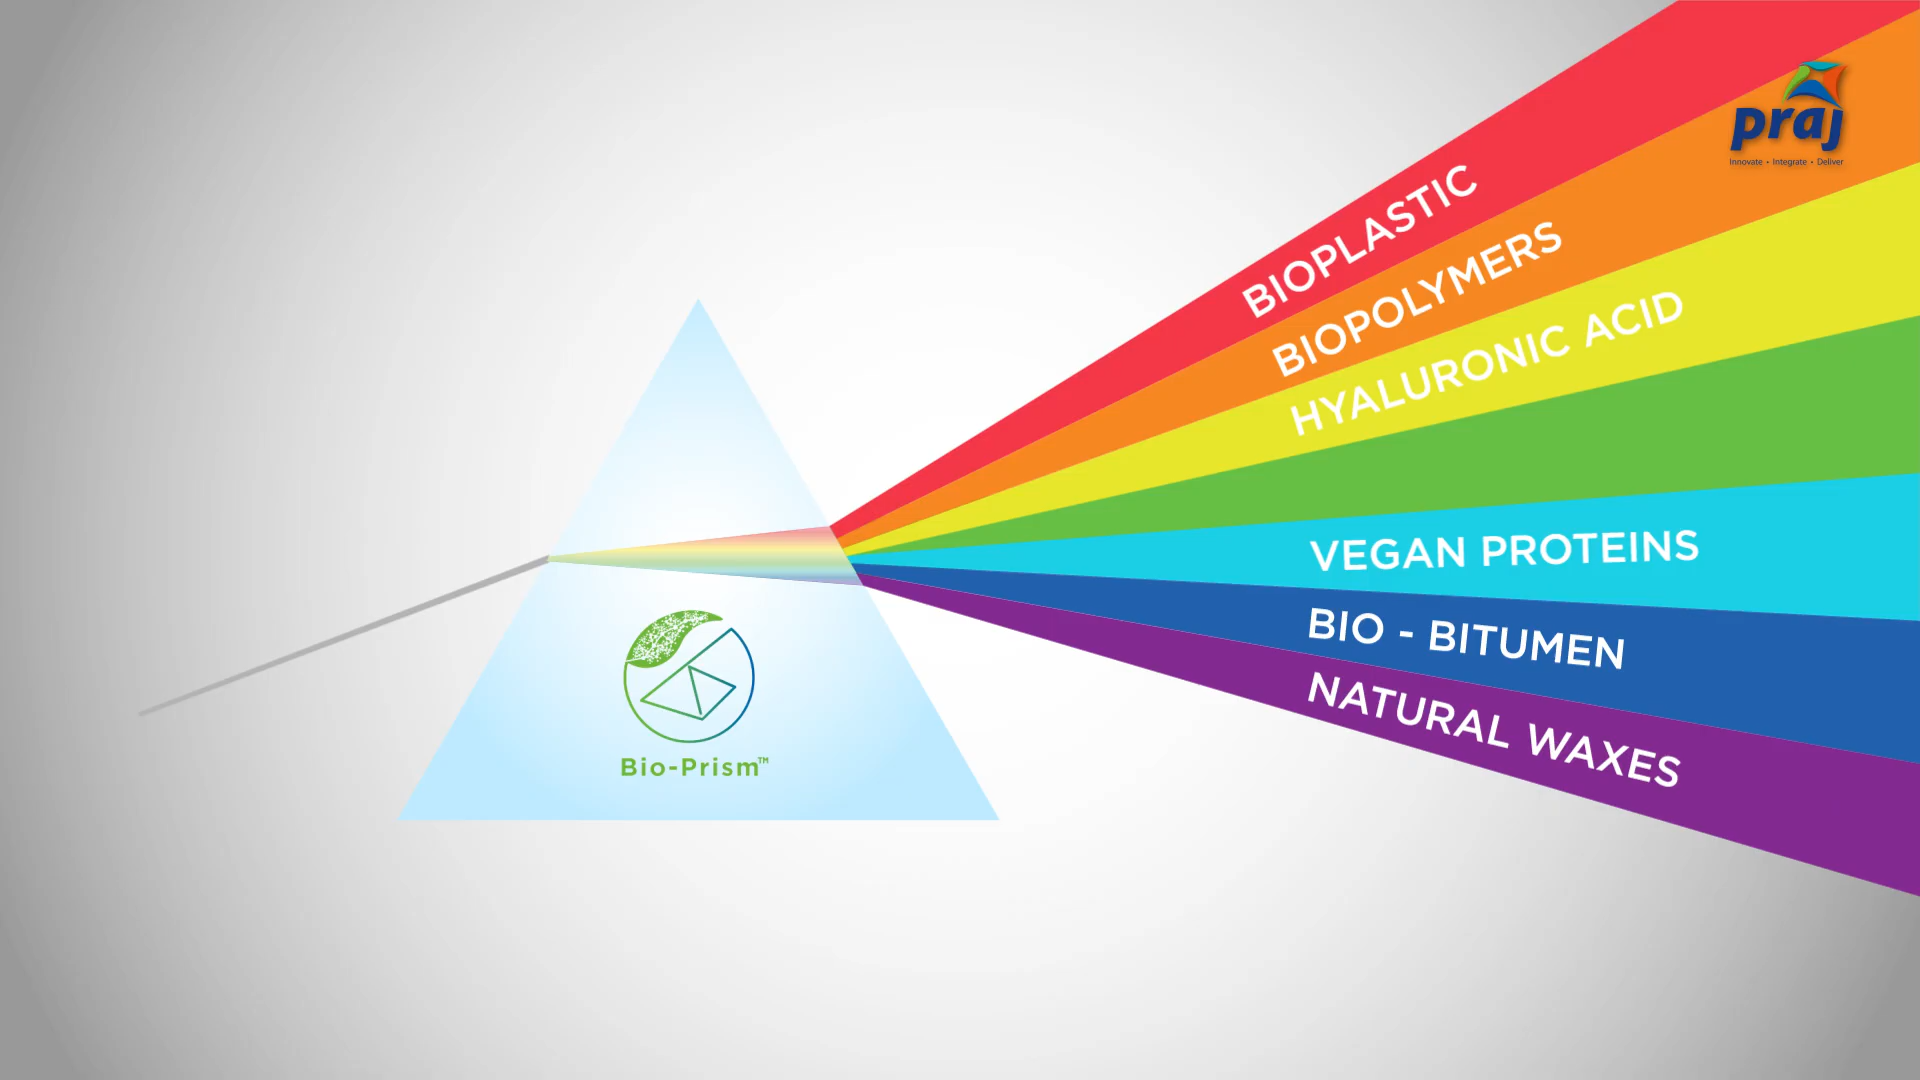 praj
Innovate • Integrate • Deliver
BIOPLASTIC
BIOPOLYMERS
HYALURONIC ACID
VEGAN PROTEINS
BIO - BITUMEN
NATURAL WAXES
Bio-Prism™